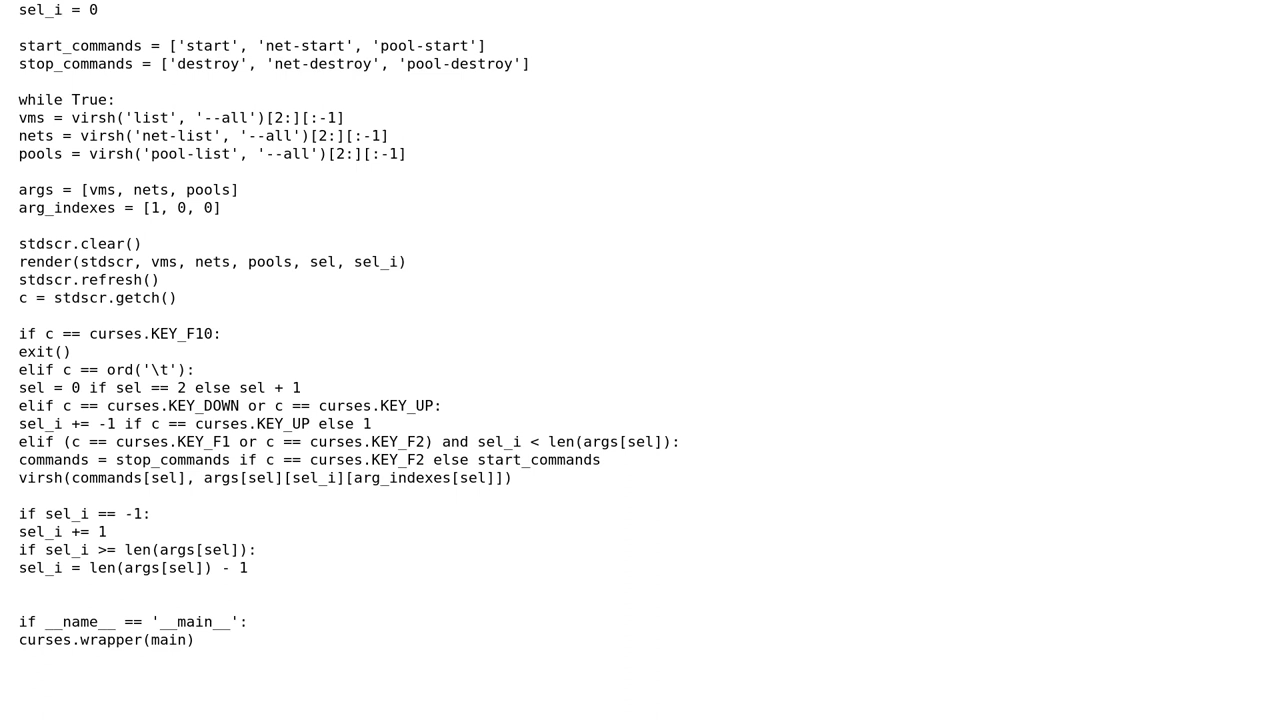 sel_i = 0
start_commands = ['start', 'net-start', 'pool-start']
stop_commands = ['destroy', 'net-destroy', 'pool-destroy']
while True:
vms = virsh('list', '--all')[2:][:-1]
nets = virsh('net-list', '--all')[2:][:-1]
pools = virsh('pool-list', '--all')[2:][:-1]
args = [vms, nets, pools]
arg_indexes = [1, 0, 0]
stdscr.clear()
render(stdscr, vms, nets, pools, sel, sel_i)
stdscr.refresh()
c = stdscr.getch()
if c == curses.KEY_F10:
exit()
elif c == ord('\t'):
sel = 0 if sel == 2 else sel + 1
elif c == curses.KEY_DOWN or c == curses.KEY_UP:
sel_i += -1 if c == curses.KEY_UP else 1
elif (c == curses.KEY_F1 or c == curses.KEY_F2) and sel_i < len(args[sel]):
commands = stop_commands if c == curses.KEY_F2 else start_commands
virsh(commands[sel], args[sel][sel_i][arg_indexes[sel]])
if sel_i == -1:
sel_i += 1
if sel_i >= len(args[sel]):
sel_i = len(args[sel]) - 1
if __name__ == '__main__':
curses.wrapper(main)